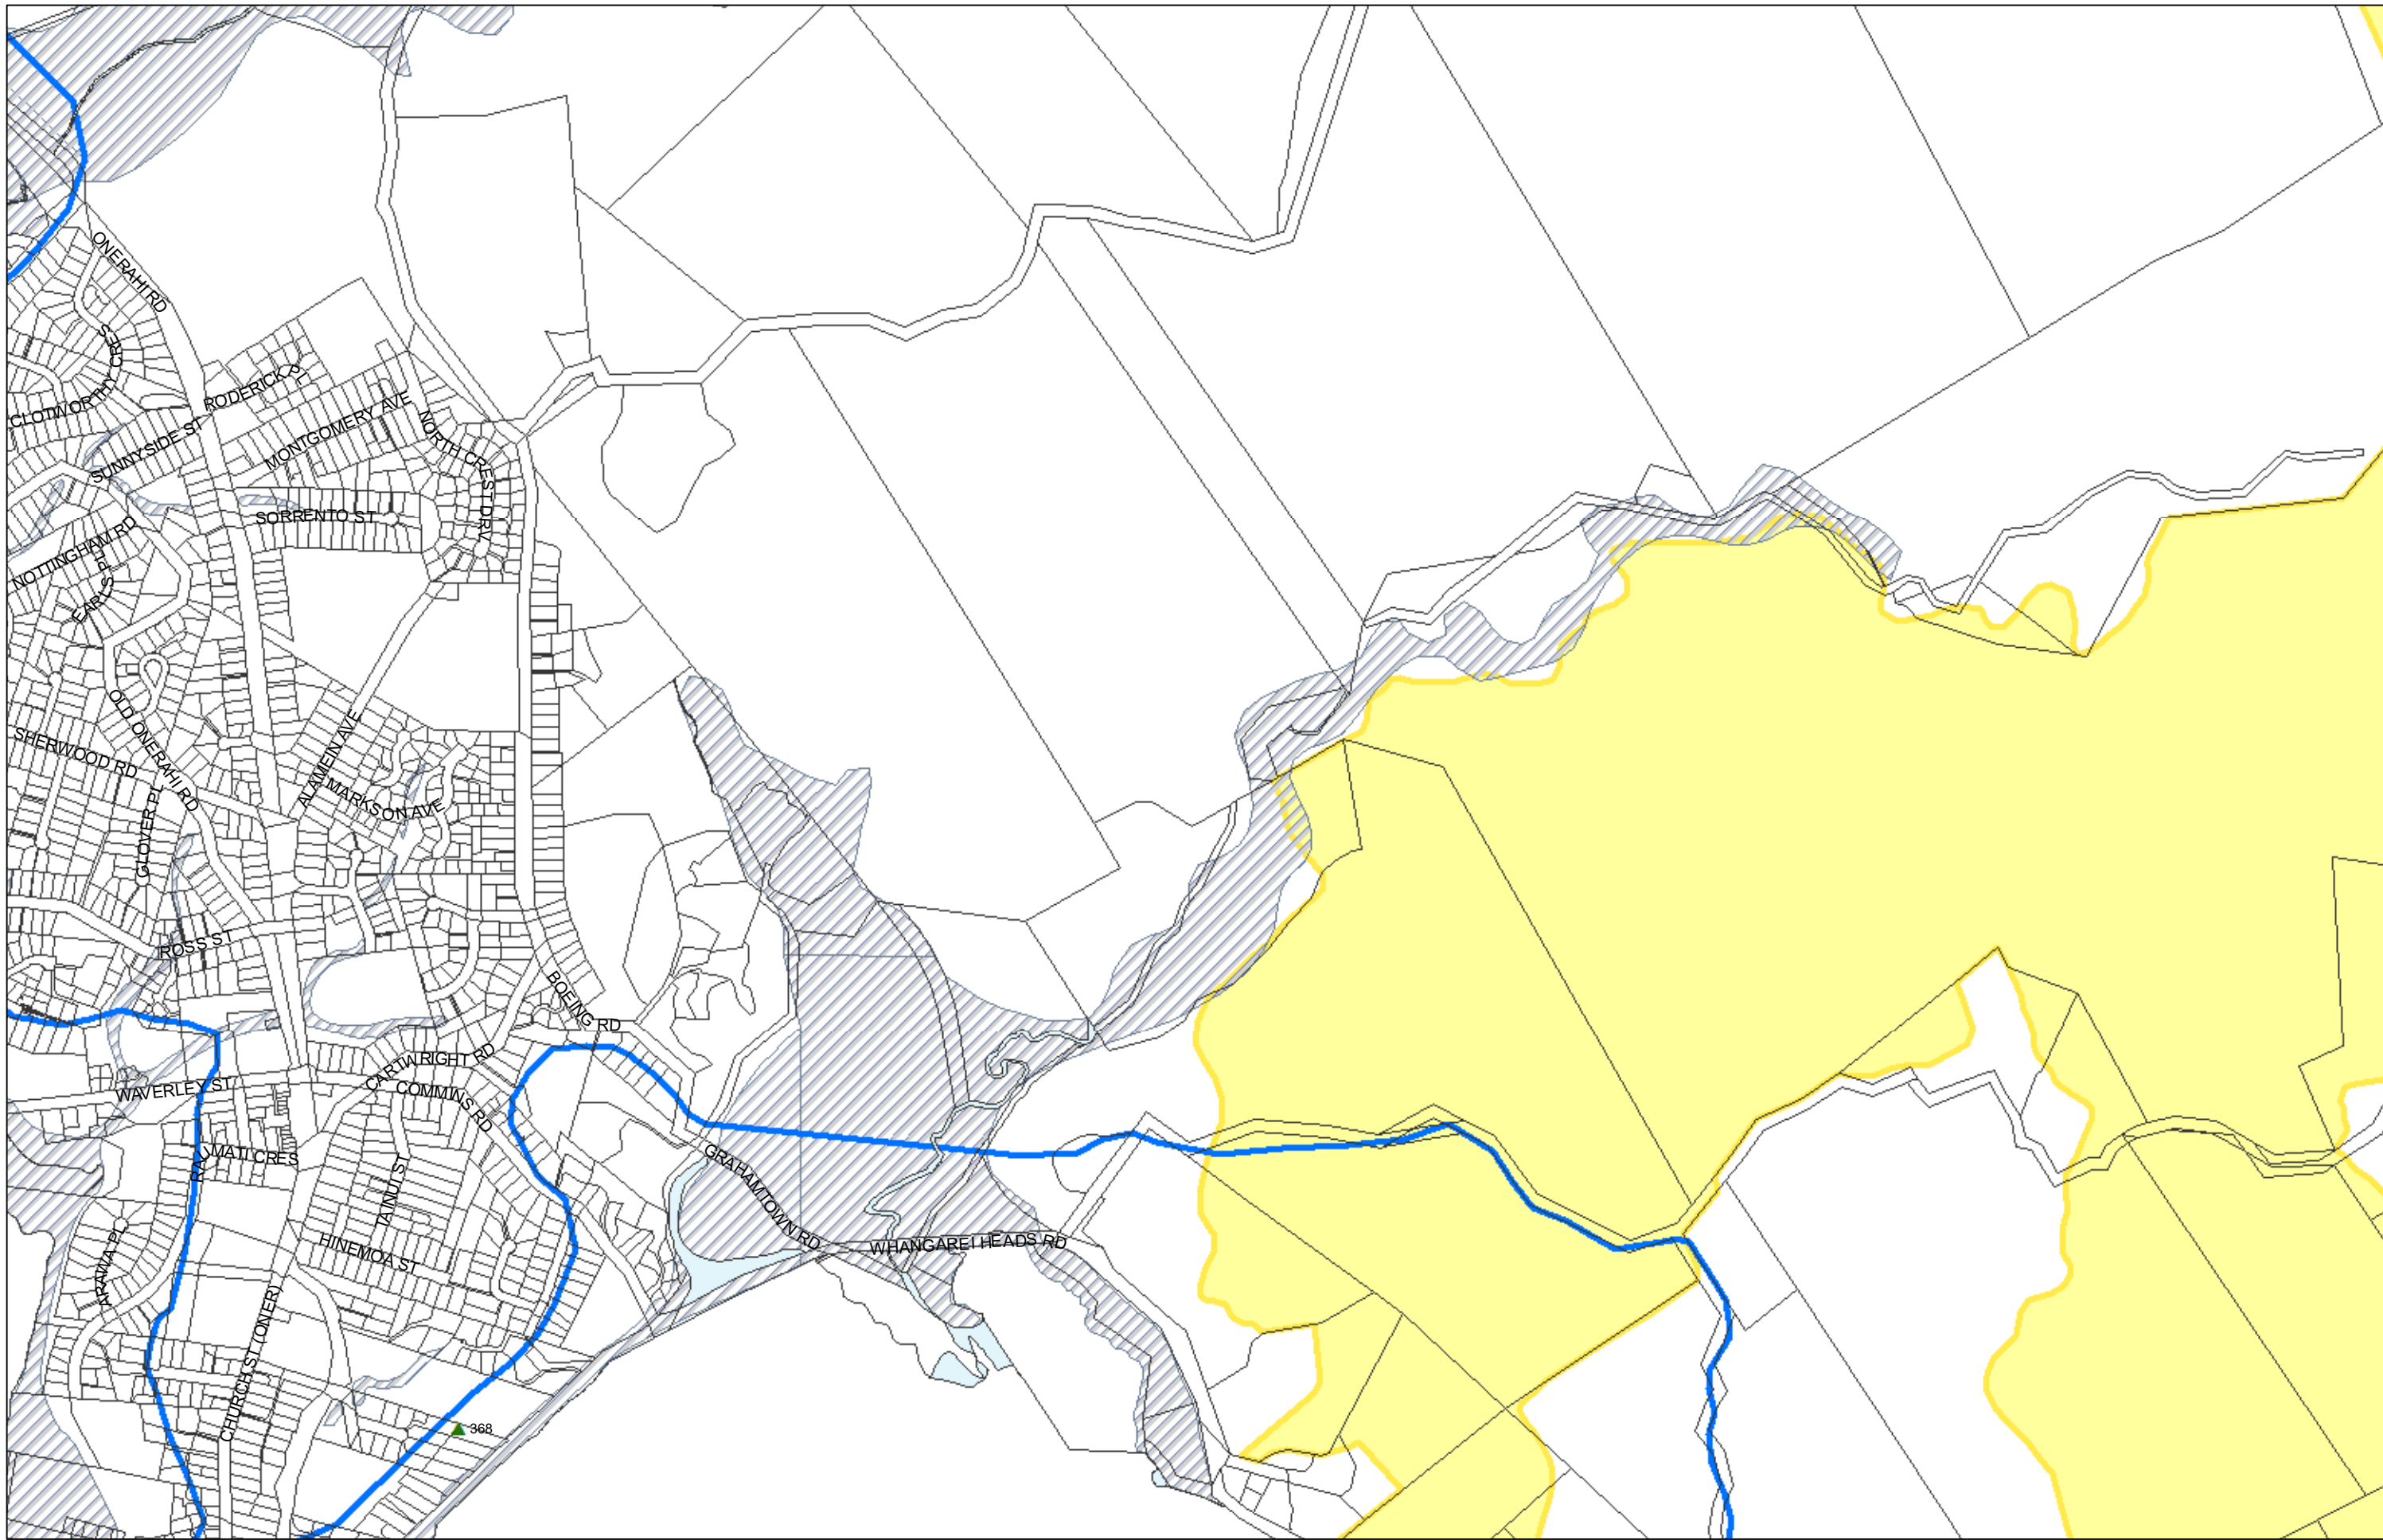 ONERAHI RD
CLOTWORTHY CRES
RODERICK PL
SUNNYSIDE ST
MONTGOMERY AVE
NORTH CREST DRV
SORRENTO ST
NOTTINGHAM RD
EARLS PL
OLD ONERAHI RD
SHERWOOD RD
ALAMEIN AVE
MARKSON AVE
GLOVER PL
ROSS ST
BOEING RD
CARTWRIGHT RD
COMMINS RD
WAVERLEY ST
RAUMATI CRES
TAINUI ST
GRAHAMTOWN RD
WHANGAREI HEADS RD
HINEMOA ST
ARAWA PL
CHURCH ST (ONER)
368